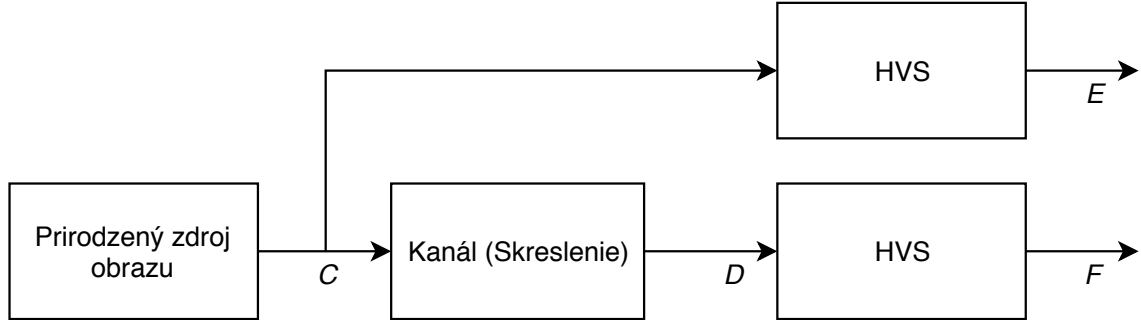 HVS
E
Prirodzený zdroj
obrazu
C
Kanál (Skreslenie)
D
HVS
F